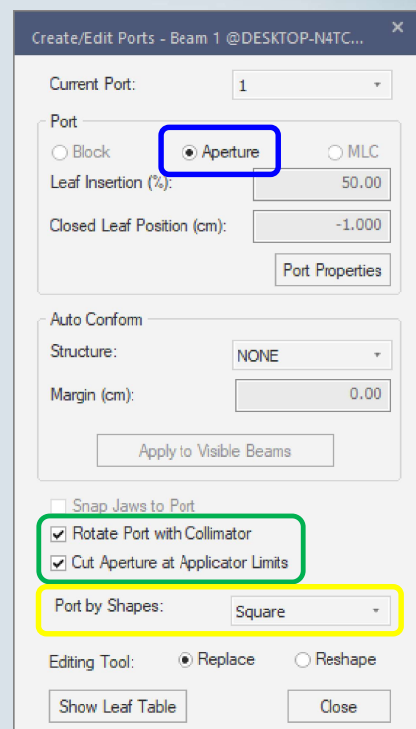 Create/Edit Ports - Beam 1 @DESKTOP-N4TC...
Current Port: 1
Port
Block Aperture MLC
Leaf Insertion (%): 50.00
Closed Leaf Position (cm): -1.000
Port Properties
Auto Conform
Structure: NONE
Margin (cm): 0.00
Apply to Visible Beams
Snap Jaws to Port
Rotate Port with Collimator
Cut Aperture at Applicator Limits
Port by Shapes: Square
Editing Tool: Replace Reshape
Show Leaf Table Close